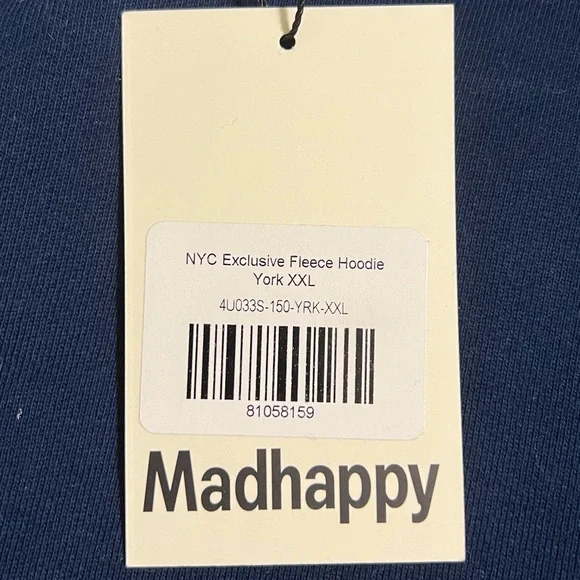 NYC Exclusive Fleece Hoodie
York XXL
4U033S-150-YRK-XXL
81058159
Madhappy